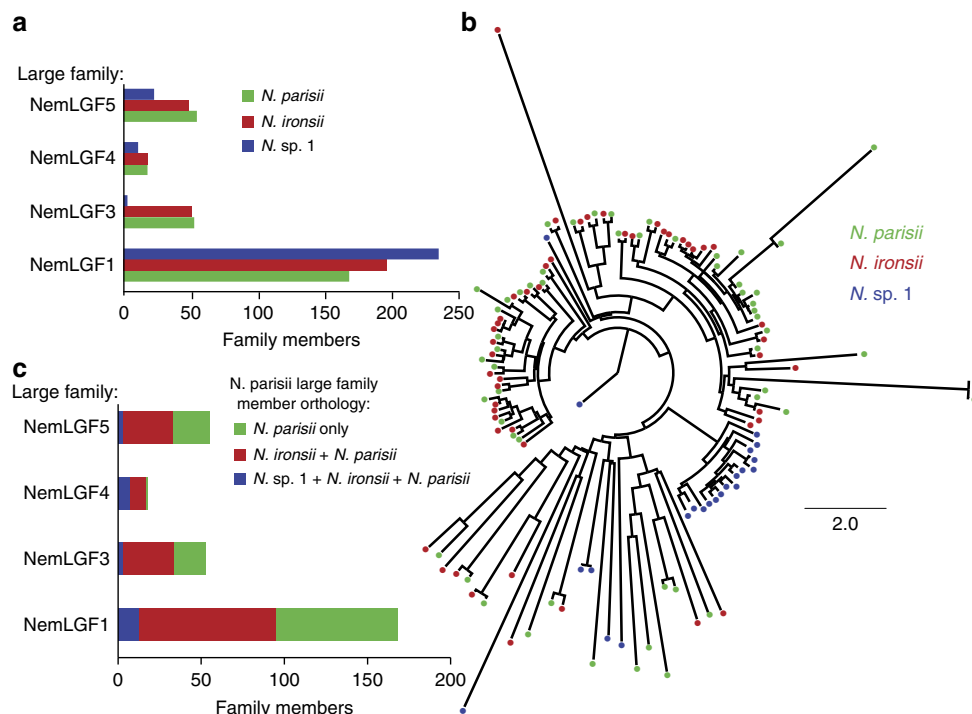 a
Large family:
NemLGF5
NemLGF4
NemLGF3
NemLGF1
N. parisii
N. ironsii
N. sp. 1
0 50 100 150 200 250
Family members
b
N. parisii
N. ironsii
N. sp. 1
2.0
c
Large family:
NemLGF5
NemLGF4
NemLGF3
NemLGF1
N. parisii large family
member orthology:
N. parisii only
N. ironsii + N. parisii
N. sp. 1 + N. ironsii + N. parisii
0 50 100 150 200
Family members